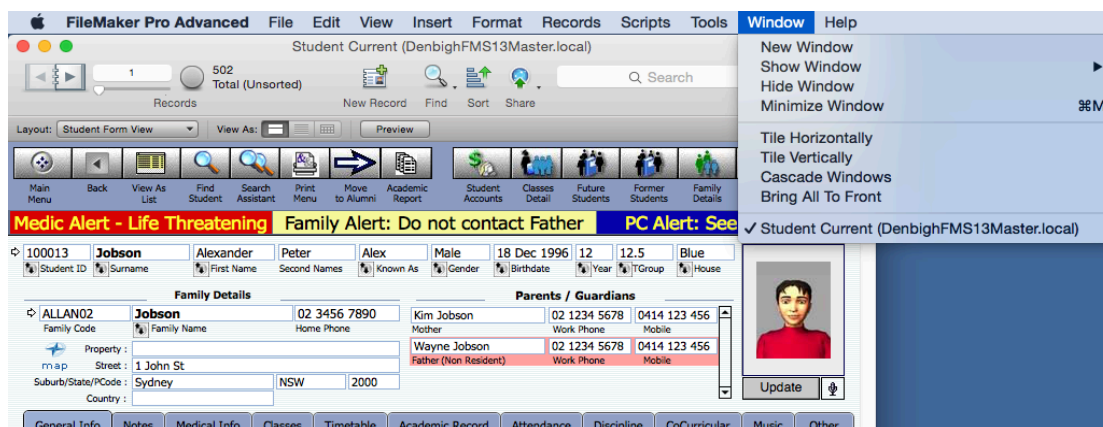 FileMaker Pro Advanced File Edit View Insert Format Records Scripts Tools Window Help
Student Current (DenbighFMS13Master.local)
1
502
Total (Unsorted)
Records
New Record Find Sort Share
Search
Layout: Student Form View View As: Preview
Main Menu
Back
View As List
Find Student
Search Assistant
Print Menu
Move to Alumni
Academic Report
Student Accounts
Classes Detail
Future Students
Former Students
Family Details
New Window
Show Window
Hide Window
Minimize Window ⌘M
Tile Horizontally
Tile Vertically
Cascade Windows
Bring All To Front
✓ Student Current (DenbighFMS13Master.local)
Medic Alert - Life Threatening Family Alert: Do not contact Father PC Alert: See
100013 Jobson Alexander Peter Alex Male 18 Dec 1996 12 12.5 Blue
Student ID Surname First Name Second Names Known As Gender Birthdate Year TGroup House
Family Details
ALLAN02 Jobson 02 3456 7890
Family Code Family Name Home Phone
Property :
map Street : 1 John St
Suburb/State/PCode : Sydney NSW 2000
Country :
Parents / Guardians
Kim Jobson 02 1234 5678 0414 123 456
Mother Work Phone Mobile
Wayne Jobson 02 1234 5678 0414 123 456
Father (Non Resident) Work Phone Mobile
Update
General Info Notes Medical Info Classes Timetable Academic Record Attendance Discipline CoCurricular Music Other